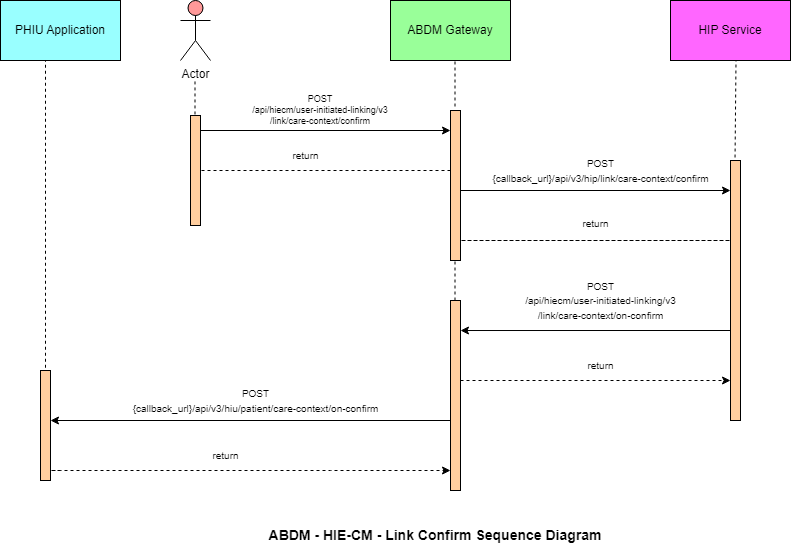 PHIU Application
ABDM Gateway
HIP Service
Actor
POST
/api/hiecm/user-initiated-linking/v3
/link/care-context/confirm
return
POST
{callback_url}/api/v3/hip/link/care-context/confirm
return
POST
/api/hiecm/user-initiated-linking/v3
/link/care-context/on-confirm
return
POST
{callback_url}/api/v3/hiu/patient/care-context/on-confirm
return
ABDM - HIE-CM - Link Confirm Sequence Diagram